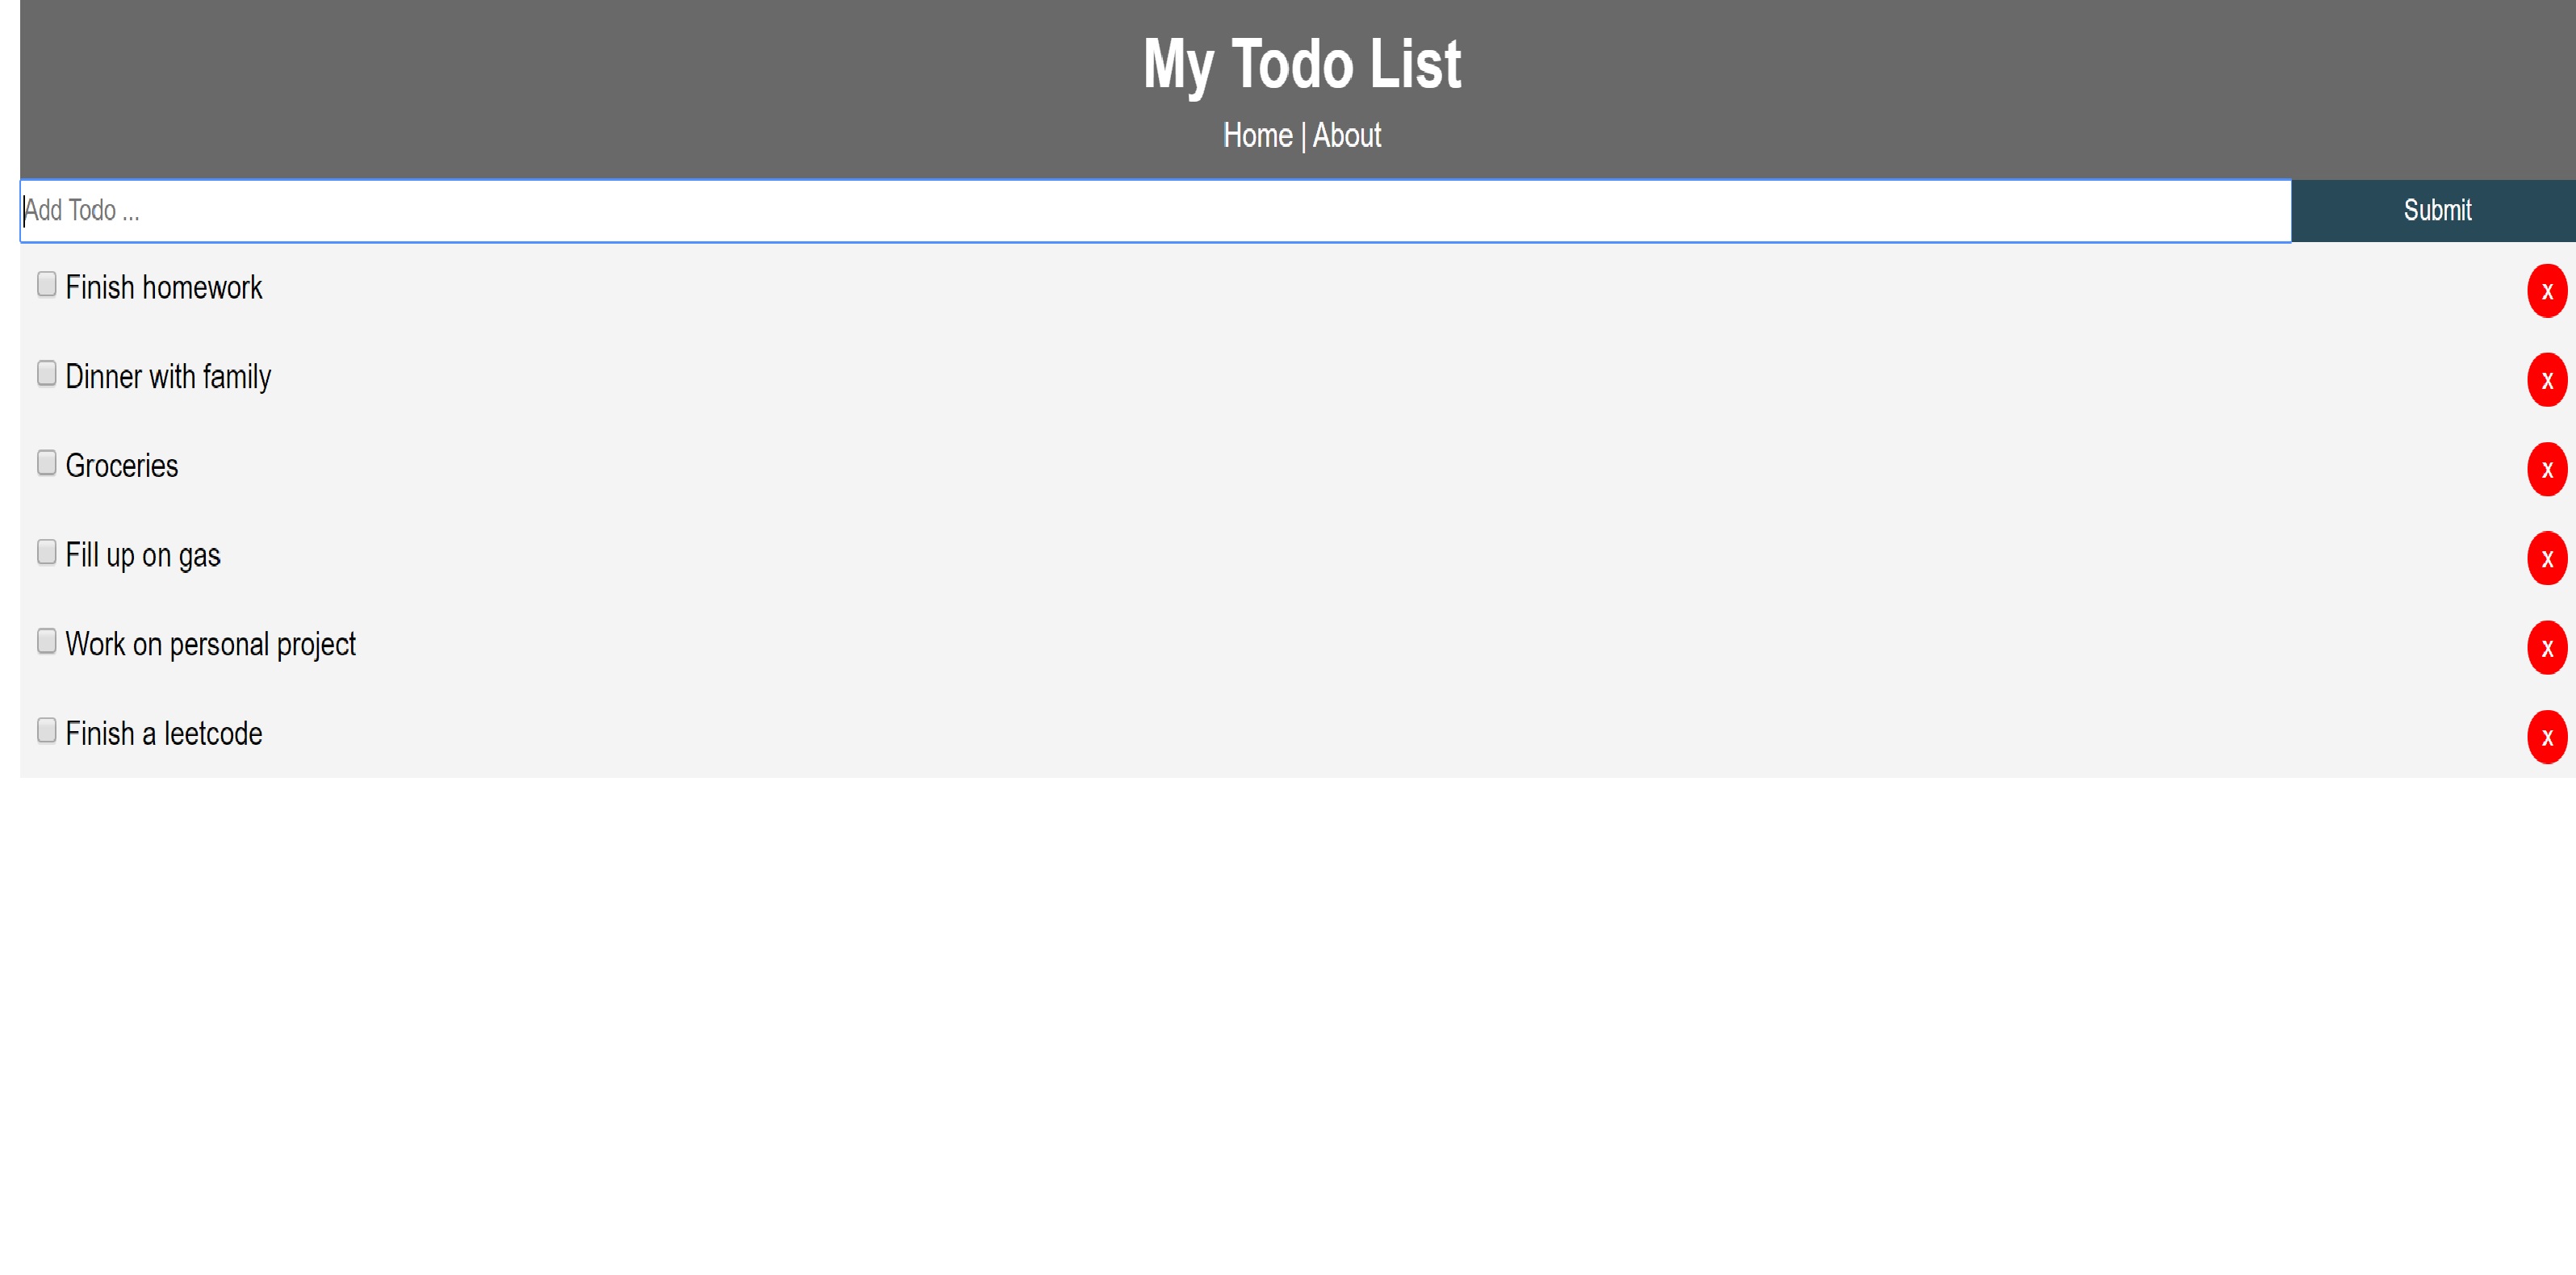 My Todo List
Home | About
Add Todo ...
Submit
Finish homework
x
Dinner with family
x
Groceries
x
Fill up on gas
x
Work on personal project
x
Finish a leetcode
x